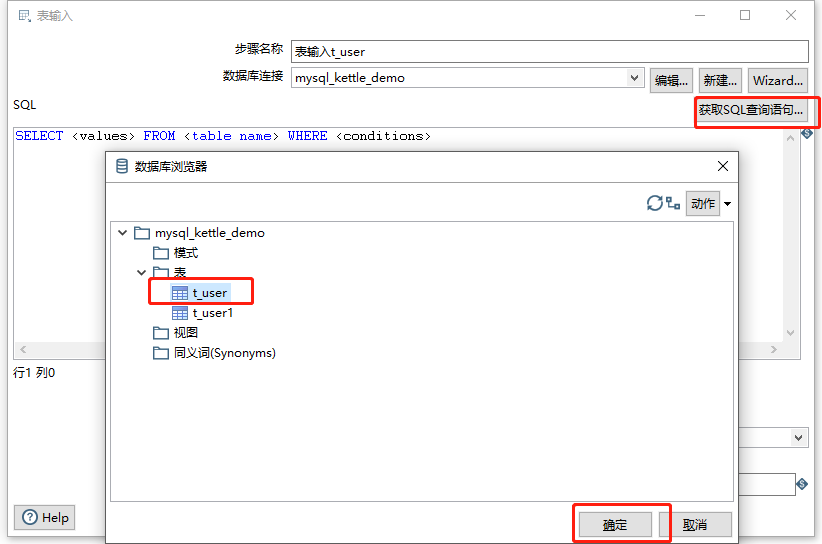 表输入
步骤名称 表输入t_user
数据库连接 mysql_kettle_demo 编辑... 新建... Wizard...
SQL 获取SQL查询语句...
SELECT <values> FROM <table name> WHERE <conditions>
数据库浏览器
动作
mysql_kettle_demo
模式
表
t_user
t_user1
视图
同义词(Synonyms)
行1 列0
Help 确定 取消